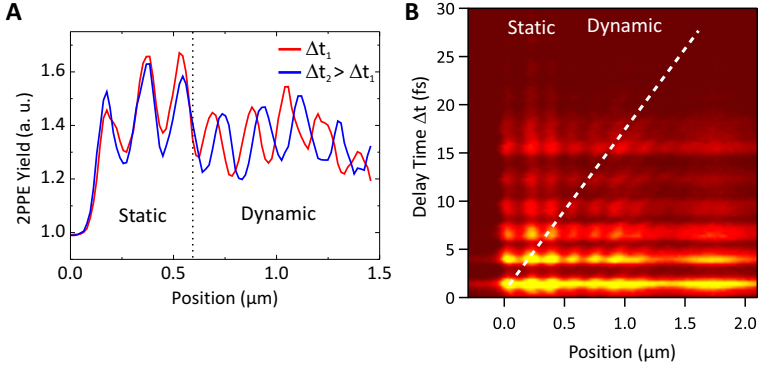 A
2PPE Yield (a. u.)
1.6
1.4
1.2
1.0
Δt1
Δt2 > Δt1
Static
Dynamic
0.0
0.5
1.0
1.5
Position (μm)
B
Delay Time Δt (fs)
30
25
20
15
10
5
0
Static
Dynamic
0.0
0.5
1.0
1.5
2.0
Position (μm)